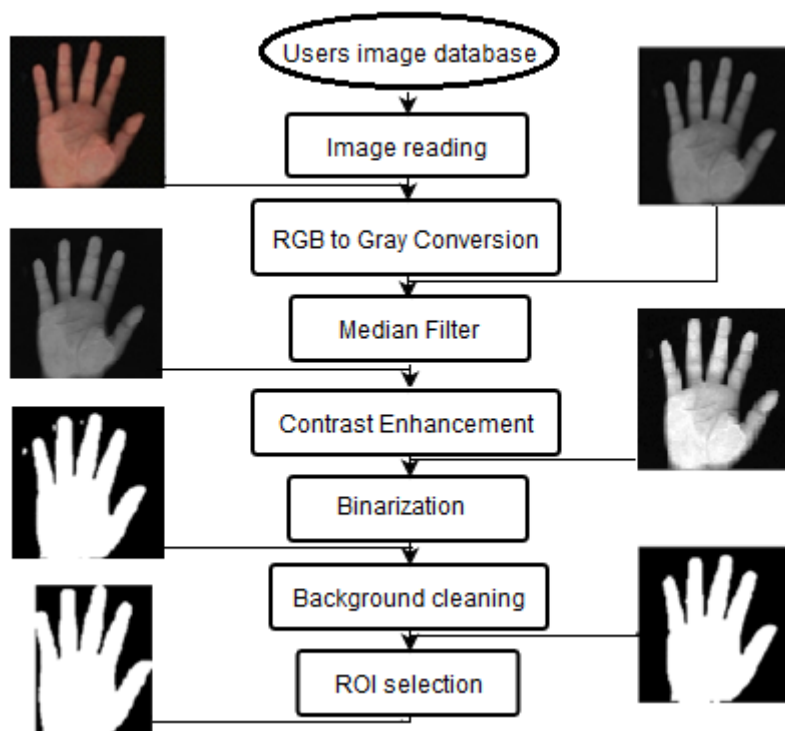 Users image database
Image reading
RGB to Gray Conversion
Median Filter
Contrast Enhancement
Binarization
Background cleaning
ROI selection